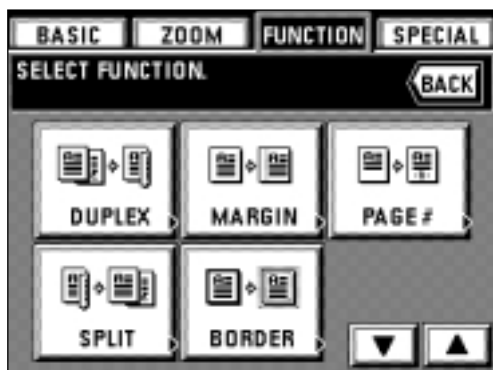 BASIC ZOOM FUNCTION SPECIAL
SELECT FUNCTION.
BACK
DUPLEX MARGIN PAGE #
SPLIT BORDER